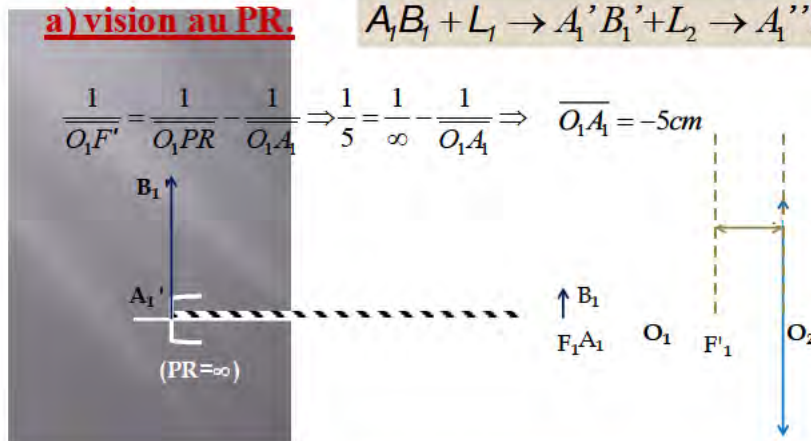 a) vision au PR. A₁B₁ + L₁ → A₁' B₁'+L₂ → A₁''
1/O₁F' = 1/O₁PR − 1/O₁A₁ ⇒ 1/5 = 1/∞ − 1/O₁A₁ ⇒ O₁A₁ = −5cm
B₁'
A₁' B₁
F₁A₁ O₁ F'₁ O₂
(PR=∞)